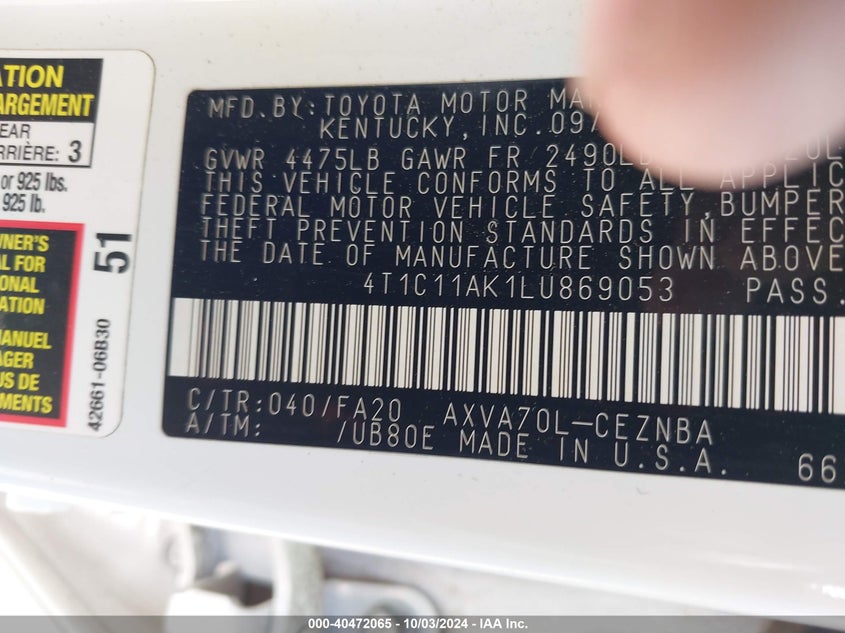 ATION
ARGEMENT
EAR
RRIÈRE: 3
or 925 lbs.
925 lb.
WNER'S
AL FOR
IONAL
ATION
MANUEL
AGER
US DE
EMENTS
42661-06B30
51
MFD. BY: TOYOTA MOTOR MA
KENTUCKY, INC. 09/
GVWR 4475LB GAWR FR 2490LB
THIS VEHICLE CONFORMS TO ALL APPLIC
FEDERAL MOTOR VEHICLE SAFETY, BUMPER
THEFT PREVENTION STANDARDS IN EFFEC
THE DATE OF MANUFACTURE SHOWN ABOVE
4T1C11AK1LU869053 PASS.
C/TR: 040/FA20 AXVA70L-CEZNBA
A/TM: /UB80E MADE IN U.S.A. 66
000-40472065 - 10/03/2024 - IAA Inc.